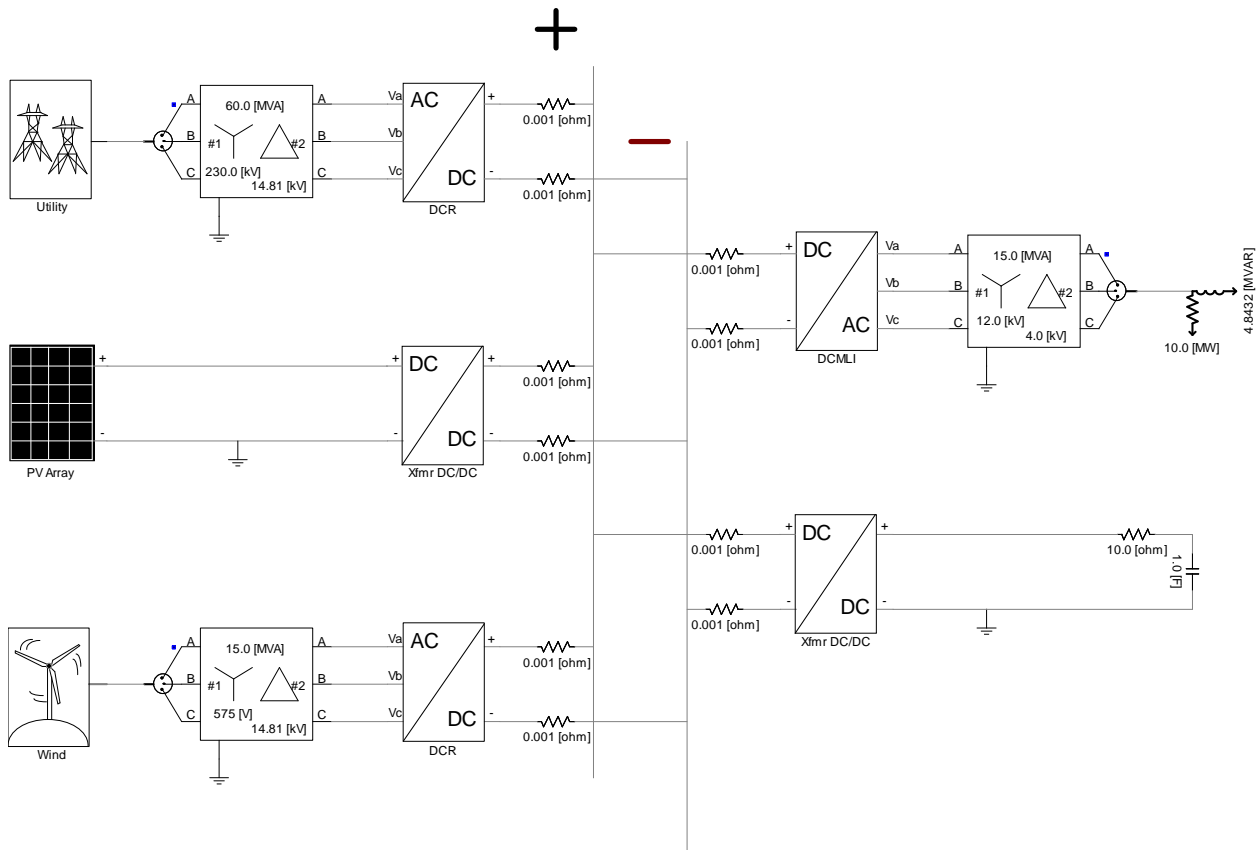 +
A
60.0 [MVA]
A
Va
AC
+
0.001 [ohm]
B
#1
#2
B
Vb
C
230.0 [kV]
14.81 [kV]
C
Vc
DC
-
0.001 [ohm]
Utility
DCR
−
0.001 [ohm]
+
DC
Va
A
15.0 [MVA]
A
Vb
B
#1
#2
B
0.001 [ohm]
-
AC
Vc
C
12.0 [kV]
4.0 [kV]
C
DCMLI
10.0 [MW]
4.8432 [MVAR]
+
+
DC
+
0.001 [ohm]
-
-
DC
-
0.001 [ohm]
PV Array
Xfmr DC/DC
0.001 [ohm]
+
DC
+
10.0 [ohm]
1.0 [F]
0.001 [ohm]
-
DC
-
Xfmr DC/DC
A
15.0 [MVA]
A
Va
AC
+
0.001 [ohm]
B
#1
#2
B
Vb
C
575 [V]
14.81 [kV]
C
Vc
DC
-
0.001 [ohm]
Wind
DCR